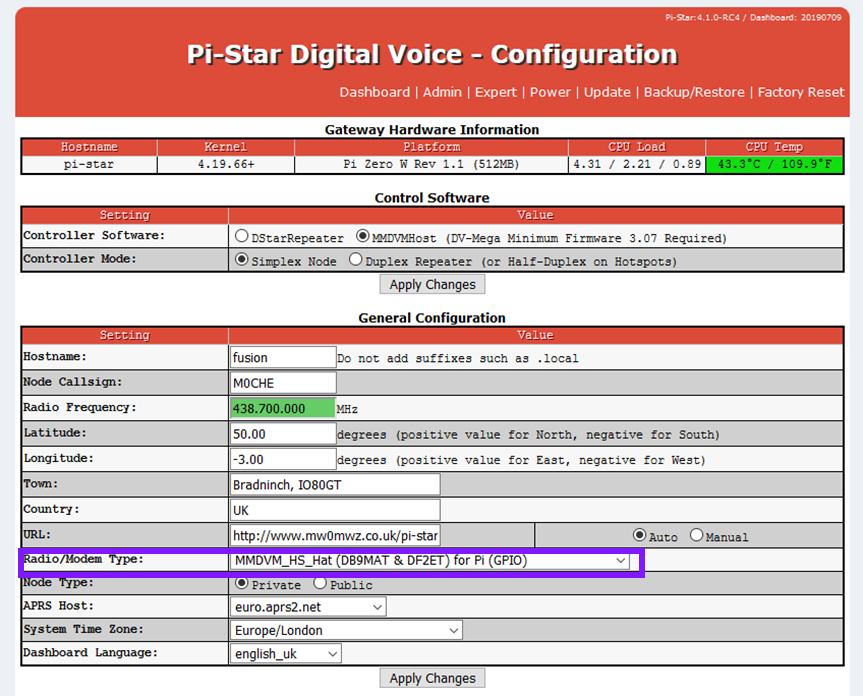 Pi-Star:4.1.0-RC4 / Dashboard: 20190709
Pi-Star Digital Voice - Configuration
Dashboard | Admin | Expert | Power | Update | Backup/Restore | Factory Reset
Gateway Hardware Information
Hostname Kernel Platform CPU Load CPU Temp
pi-star 4.19.66+ Pi Zero W Rev 1.1 (512MB) 4.31 / 2.21 / 0.89 43.3°C / 109.9°F
Control Software
Setting Value
Controller Software: DStarRepeater MMDVMHost (DV-Mega Minimum Firmware 3.07 Required)
Controller Mode: Simplex Node Duplex Repeater (or Half-Duplex on Hotspots)
Apply Changes
General Configuration
Setting Value
Hostname: fusion Do not add suffixes such as .local
Node Callsign: M0CHE
Radio Frequency: 438.700.000 MHz
Latitude: 50.00 degrees (positive value for North, negative for South)
Longitude: -3.00 degrees (positive value for East, negative for West)
Town: Bradninch, IO80GT
Country: UK
URL: http://www.mw0mwz.co.uk/pi-star Auto Manual
Radio/Modem Type: MMDVM_HS_Hat (DB9MAT & DF2ET) for Pi (GPIO)
Node Type: Private Public
APRS Host: euro.aprs2.net
System Time Zone: Europe/London
Dashboard Language: english_uk
Apply Changes